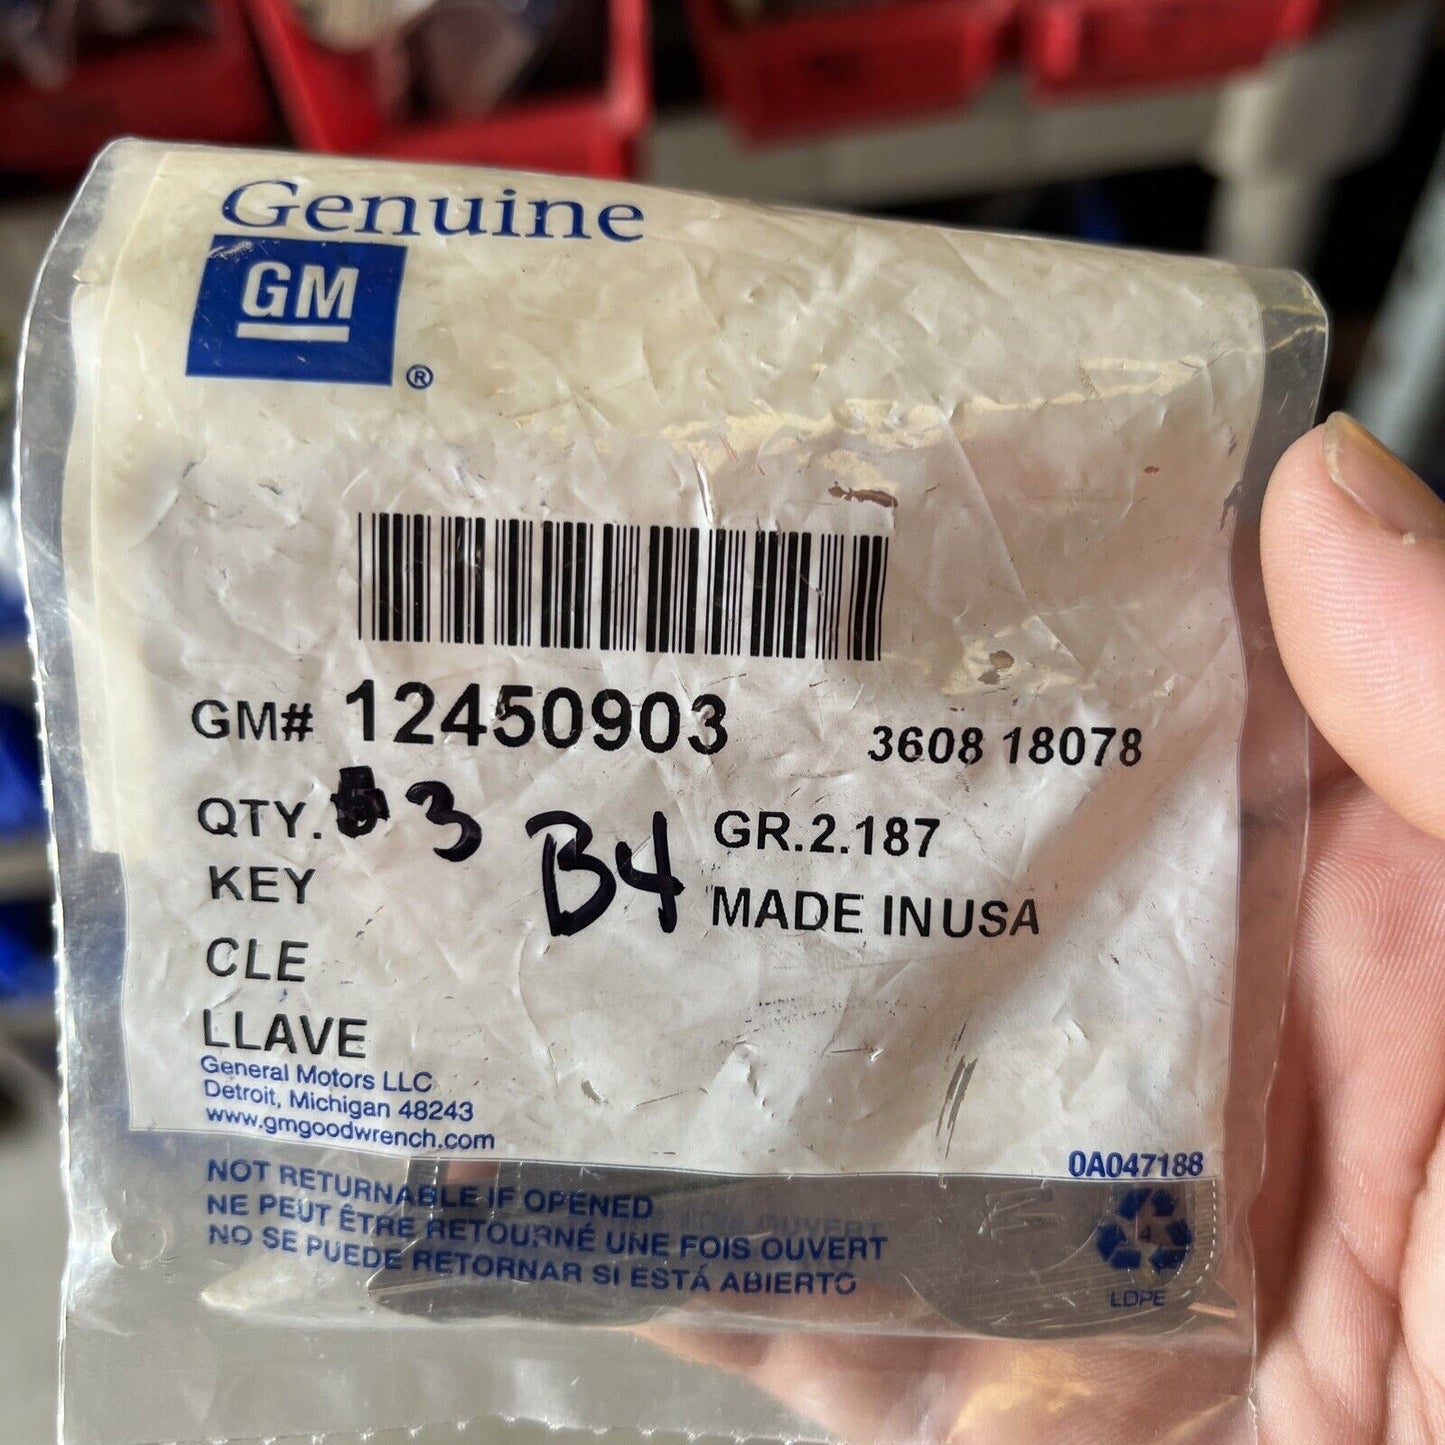 Genuine
GM
®
GM# 12450903 3608 18078
QTY. 3 B4 GR.2.187
KEY MADE IN USA
CLE
LLAVE
General Motors LLC
Detroit, Michigan 48243
www.gmgoodwrench.com
0A047188
NOT RETURNABLE IF OPENED
NE PEUT ÊTRE RETOURNÉ UNE FOIS OUVERT
NO SE PUEDE RETORNAR SI ESTÁ ABIERTO
4
LDPE